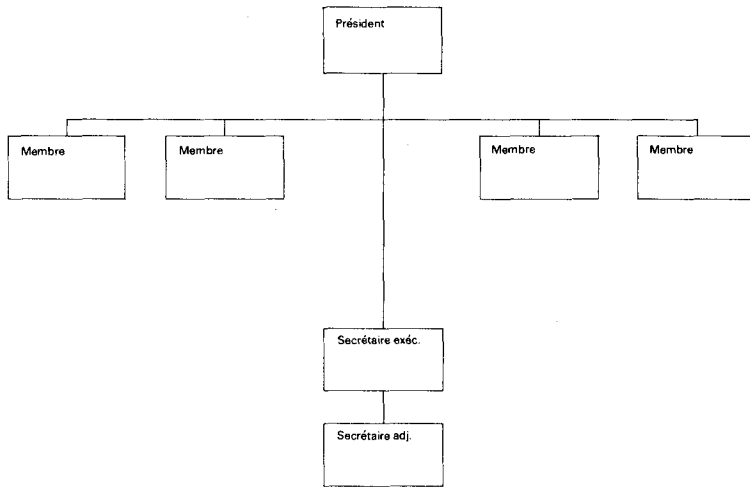 Président
Membre
Membre
Membre
Membre
Secrétaire exéc.
Secrétaire adj.